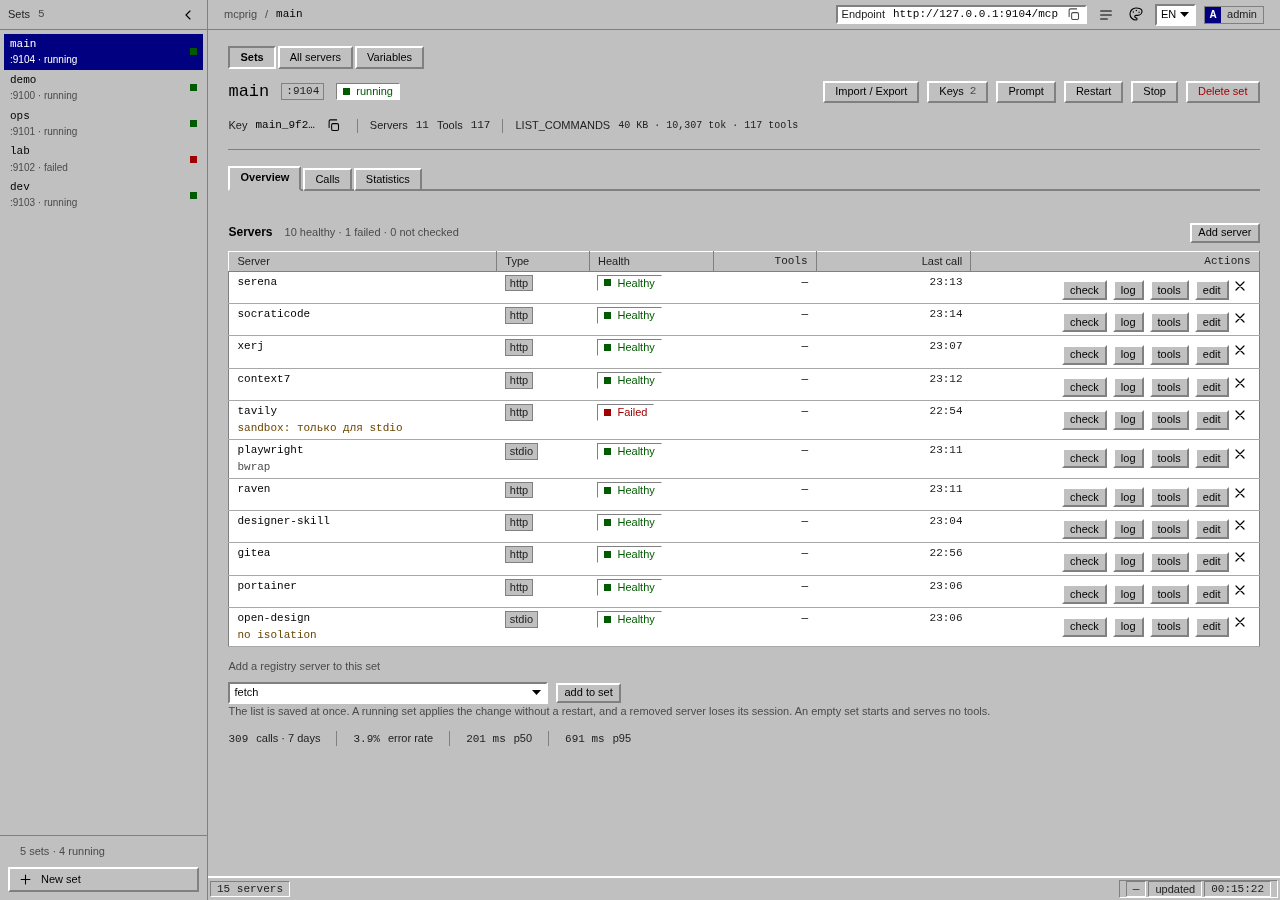 Sets 5
main
:9104 · running
demo
:9100 · running
ops
:9101 · running
lab
:9102 · failed
dev
:9103 · running
5 sets · 4 running
New set
mcprig / main
Endpoint http://127.0.0.1:9104/mcp
EN
A admin
Sets All servers Variables
main :9104 running
Import / Export Keys 2 Prompt Restart Stop Delete set
Key main_9f2… Servers 11 Tools 117 LIST_COMMANDS 40 KB · 10,307 tok · 117 tools
Overview Calls Statistics
Servers 10 healthy · 1 failed · 0 not checked Add server
Server Type Health Tools Last call Actions
serena http Healthy — 23:13 check log tools edit
socraticode http Healthy — 23:14 check log tools edit
xerj http Healthy — 23:07 check log tools edit
context7 http Healthy — 23:12 check log tools edit
tavily http Failed — 22:54 check log tools edit
sandbox: только для stdio
playwright stdio Healthy — 23:11 check log tools edit
bwrap
raven http Healthy — 23:11 check log tools edit
designer-skill http Healthy — 23:04 check log tools edit
gitea http Healthy — 22:56 check log tools edit
portainer http Healthy — 23:06 check log tools edit
open-design stdio Healthy — 23:06 check log tools edit
no isolation
Add a registry server to this set
fetch add to set
The list is saved at once. A running set applies the change without a restart, and a removed server loses its session. An empty set starts and serves no tools.
309 calls · 7 days 3.9% error rate 201 ms p50 691 ms p95
15 servers — updated 00:15:22